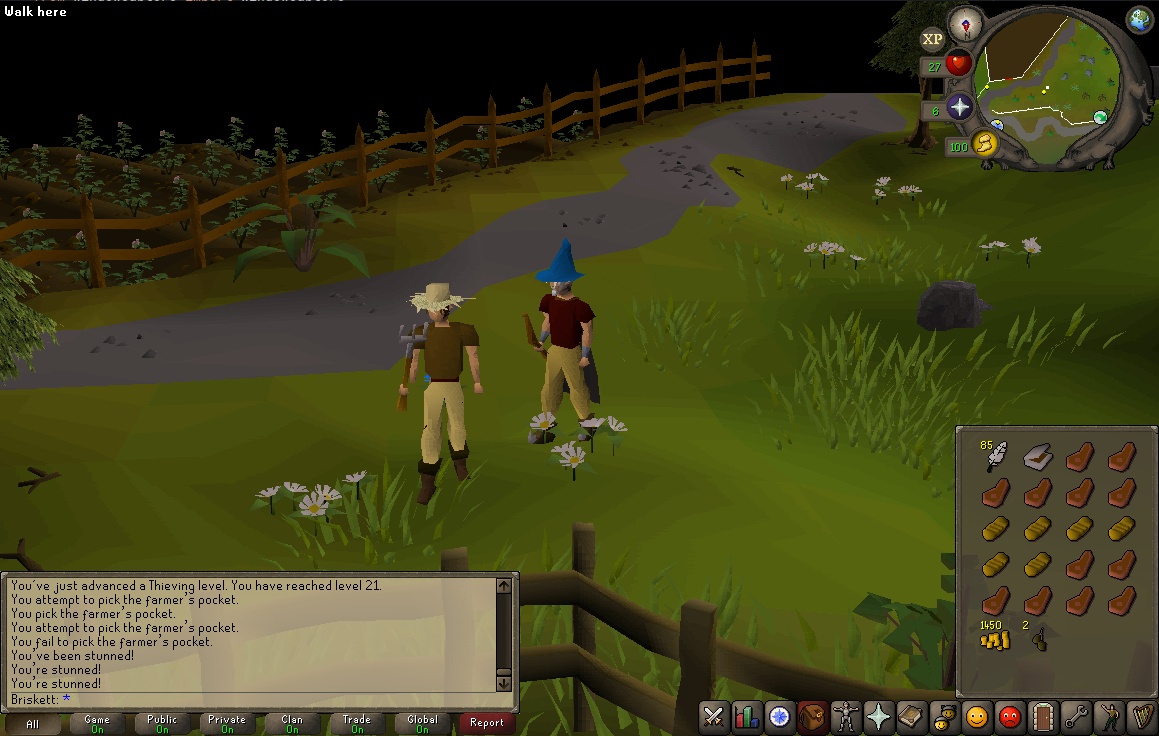 Walk here
XP
N
27
6
100
85
1450
2
You've just advanced a Thieving level. You have reached level 21.
You attempt to pick the farmer's pocket.
You pick the farmer's pocket.
You attempt to pick the farmer's pocket.
You fail to pick the farmer's pocket.
You've been stunned!
You're stunned!
You're stunned!
Briskett: *
All
Game
On
Public
On
Private
On
Clan
On
Trade
On
Global
On
Report